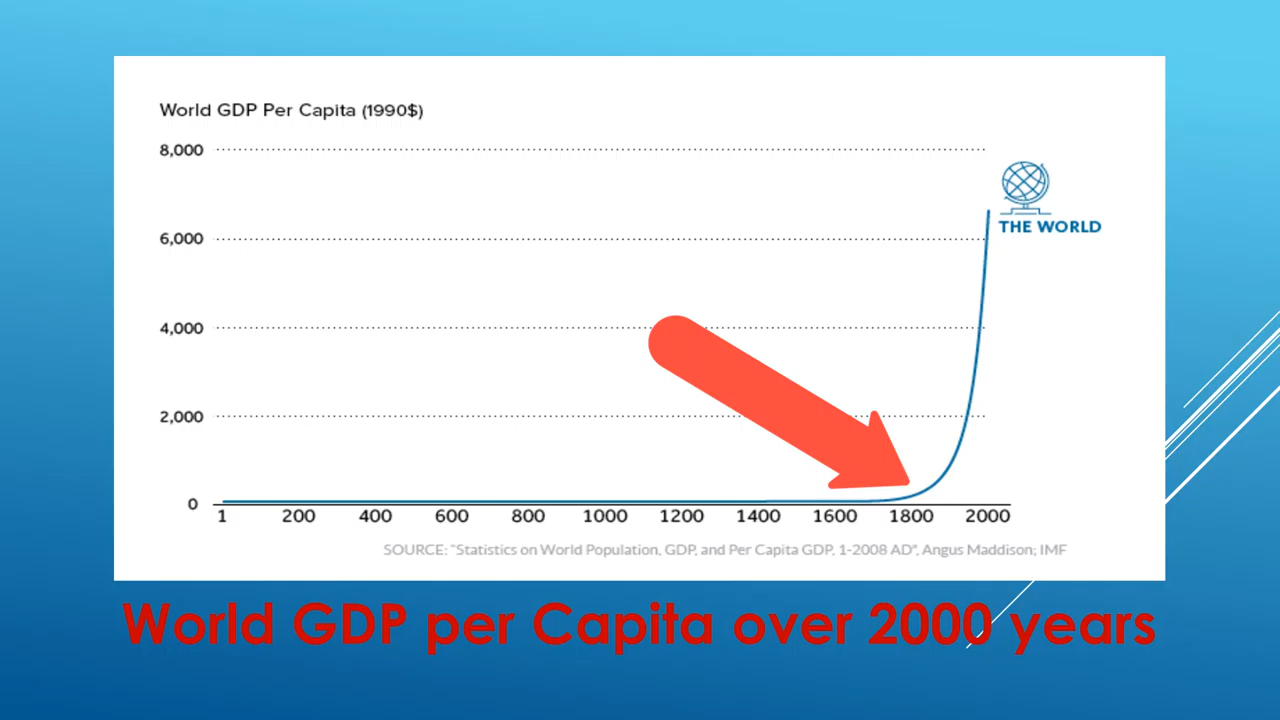 World GDP Per Capita (1990$)
8,000
THE WORLD
6,000
4,000
2,000
0
1 200 400 600 800 1000 1200 1400 1600 1800 2000
SOURCE: "Statistics on World Population, GDP, and Per Capita GDP, 1-2008 AD", Angus Maddison; IMF
World GDP per Capita over 2000 years